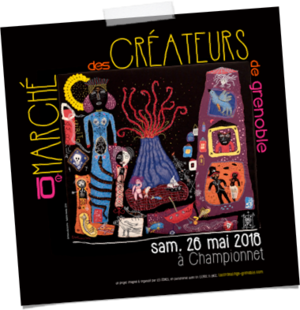 10e MARCHÉ
des CRÉATEURS
de grenoble
sam. 26 mai 2018
à Championnet